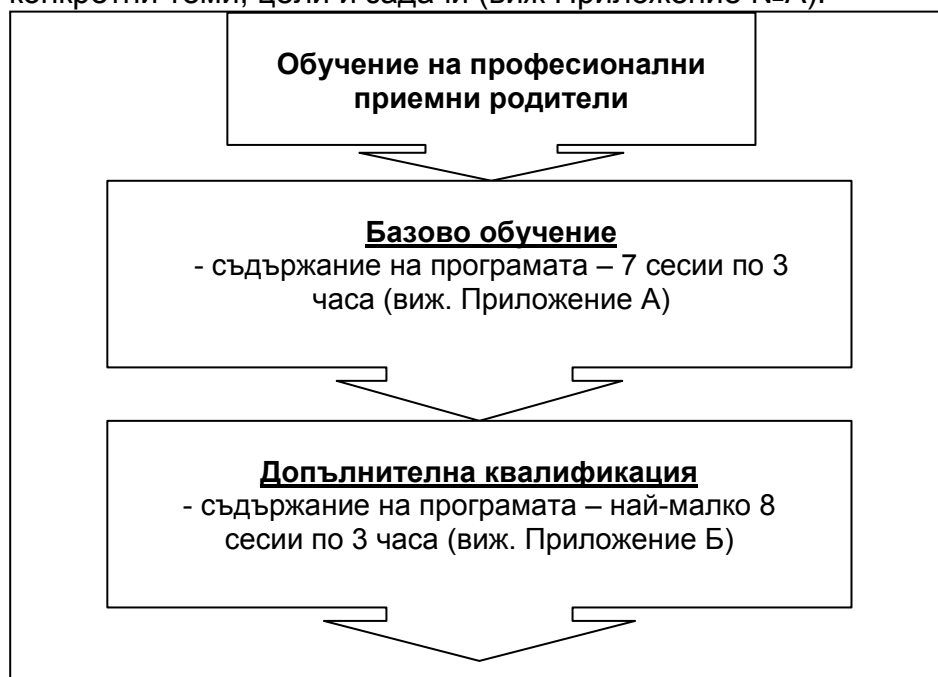 конкретни теми, цели и задачи (виж Приложение №А).
Обучение на професионални
приемни родители
Базово обучение
- съдържание на програмата – 7 сесии по 3
часа (виж. Приложение А)
Допълнителна квалификация
- съдържание на програмата – най-малко 8
сесии по 3 часа (виж. Приложение Б)